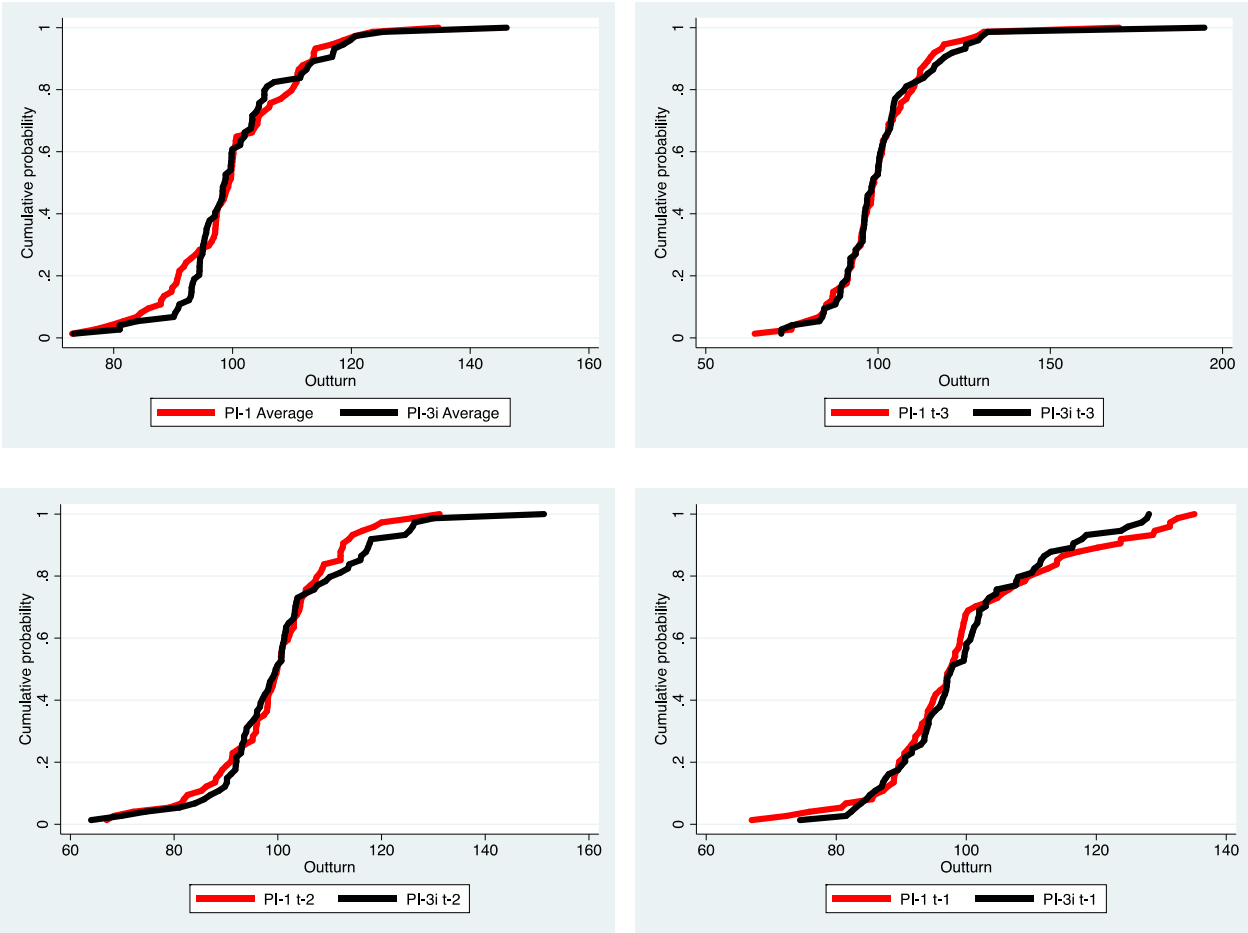 Cumulative probability
1
.8
.6
.4
.2
0
80 100 120 140 160
Outturn
PI-1 Average PI-3i Average
Cumulative probability
1
.8
.6
.4
.2
0
50 100 150 200
Outturn
PI-1 t-3 PI-3i t-3
Cumulative probability
1
.8
.6
.4
.2
0
60 80 100 120 140 160
Outturn
PI-1 t-2 PI-3i t-2
Cumulative probability
1
.8
.6
.4
.2
0
60 80 100 120 140
Outturn
PI-1 t-1 PI-3i t-1